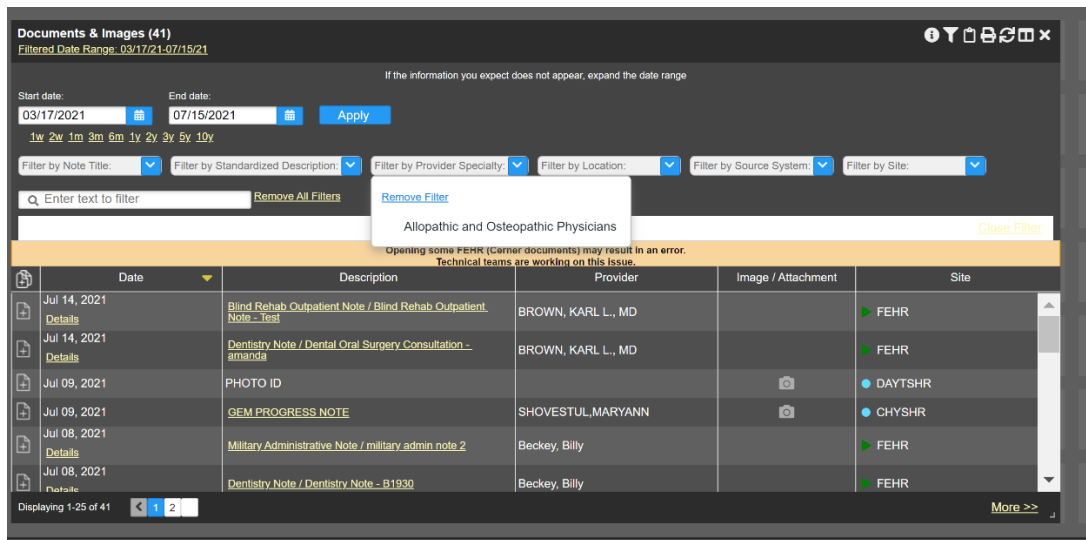 Documents & Images (41)
Filtered Date Range: 03/17/21-07/15/21
If the information you expect does not appear, expand the date range
Start date: End date:
03/17/2021 07/15/2021 Apply
1w 2w 1m 3m 6m 1y 2y 3y 5y 10y
Filter by Note Title: Filter by Standardized Description: Filter by Provider Specialty: Filter by Location: Filter by Source System: Filter by Site:
Enter text to filter Remove All Filters Remove Filter
Allopathic and Osteopathic Physicians
Close Filter
Opening some FEHR (Cerner documents) may result in an error.
Technical teams are working on this issue.
Date Description Provider Image / Attachment Site
Jul 14, 2021
Details
Blind Rehab Outpatient Note / Blind Rehab Outpatient
Note - Test
BROWN, KARL L., MD FEHR
Jul 14, 2021
Details
Dentistry Note / Dental Oral Surgery Consultation -
amanda
BROWN, KARL L., MD FEHR
Jul 09, 2021 PHOTO ID DAYTSHR
Jul 09, 2021 GEM PROGRESS NOTE SHOVESTUL,MARYANN CHYSHR
Jul 08, 2021
Details
Military Administrative Note / military admin note 2 Beckey, Billy FEHR
Jul 08, 2021
Details
Dentistry Note / Dentistry Note - B1930 Beckey, Billy FEHR
Displaying 1-25 of 41 1 2 More >>